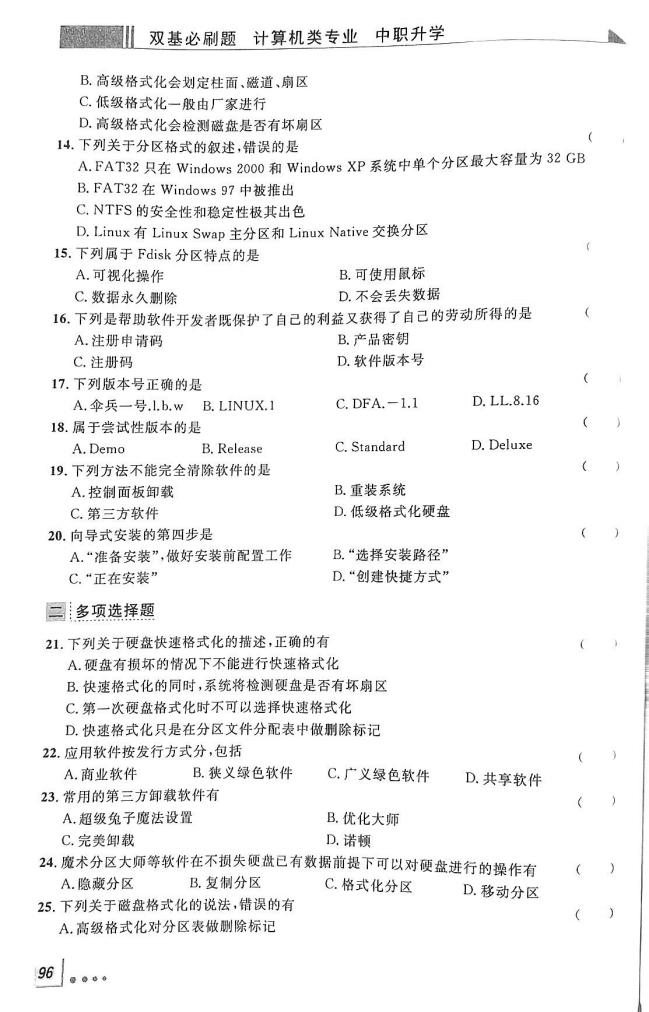 双基必刷题 计算机类专业 中职升学
B. 高级格式化会划定柱面、磁道、扇区
C. 低级格式化一般由厂家进行
D. 高级格式化会检测磁盘是否有坏扇区
14. 下列关于分区格式的叙述,错误的是 (
A. FAT32 只在 Windows 2000 和 Windows XP 系统中单个分区最大容量为 32 GB
B. FAT32 在 Windows 97 中被推出
C. NTFS 的安全性和稳定性极其出色
D. Linux 有 Linux Swap 主分区和 Linux Native 交换分区
15. 下列属于 Fdisk 分区特点的是 (
A. 可视化操作 B. 可使用鼠标
C. 数据永久删除 D. 不会丢失数据
16. 下列是帮助软件开发者既保护了自己的利益又获得了自己的劳动所得的是 (
A. 注册申请码 B. 产品密钥
C. 注册码 D. 软件版本号
17. 下列版本号正确的是 (
A. 伞兵一号.l.b.w B. LINUX.1 C. DFA.－1.1 D. LL.8.16
18. 属于尝试性版本的是 ( )
A. Demo B. Release C. Standard D. Deluxe
19. 下列方法不能完全清除软件的是 ( )
A. 控制面板卸载 B. 重装系统
C. 第三方软件 D. 低级格式化硬盘
20. 向导式安装的第四步是 ( )
A. “准备安装”,做好安装前配置工作 B. “选择安装路径”
C. “正在安装” D. “创建快捷方式”
二 多项选择题
21. 下列关于硬盘快速格式化的描述,正确的有 ( )
A. 硬盘有损坏的情况下不能进行快速格式化
B. 快速格式化的同时,系统将检测硬盘是否有坏扇区
C. 第一次硬盘格式化时不可以选择快速格式化
D. 快速格式化只是在分区文件分配表中做删除标记
22. 应用软件按发行方式分,包括 ( )
A. 商业软件 B. 狭义绿色软件 C. 广义绿色软件 D. 共享软件
23. 常用的第三方卸载软件有 ( )
A. 超级兔子魔法设置 B. 优化大师
C. 完美卸载 D. 诺顿
24. 魔术分区大师等软件在不损失硬盘已有数据前提下可以对硬盘进行的操作有 ( )
A. 隐藏分区 B. 复制分区 C. 格式化分区 D. 移动分区
25. 下列关于磁盘格式化的说法,错误的有 ( )
A. 高级格式化对分区表做删除标记
96